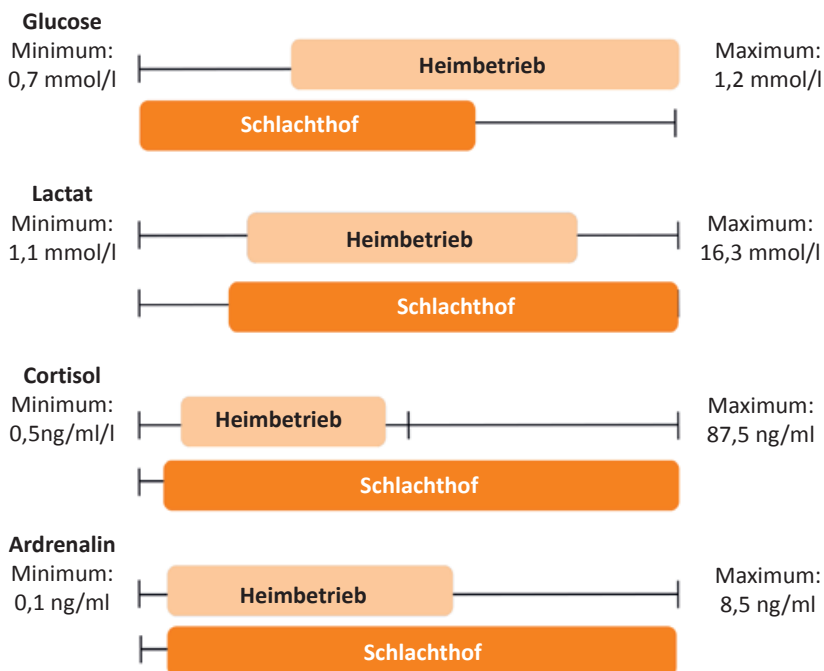 Glucose
Minimum:
0,7 mmol/l
Heimbetrieb
Maximum:
1,2 mmol/l
Schlachthof
Lactat
Minimum:
1,1 mmol/l
Heimbetrieb
Maximum:
16,3 mmol/l
Schlachthof
Cortisol
Minimum:
0,5ng/ml/l
Heimbetrieb
Maximum:
87,5 ng/ml
Schlachthof
Ardrenalin
Minimum:
0,1 ng/ml
Heimbetrieb
Maximum:
8,5 ng/ml
Schlachthof